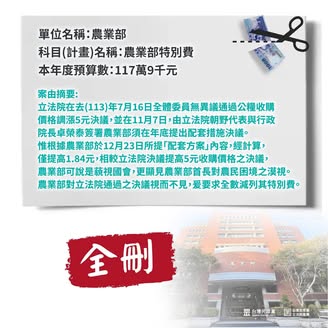 單位名稱：農業部
科目(計畫)名稱：農業部特別費
本年度預算數：117萬9千元
案由摘要：
立法院在去(113)年7月16日全體委員無異議通過公糧收購
價格調漲5元決議，並在11月7日，由立法院朝野代表與行政
院長卓榮泰簽署農業部須在年底提出配套措施決議。
惟根據農業部於12月23日所提「配套方案」內容，經計算，
僅提高1.84元，相較立法院決議提高5元收購價格之決議，
農業部可說是藐視國會，更顯見農業部首長對農民困境之漠視。
農業部對立法院通過之決議視而不見，爰要求全數減列其特別費。
全刪
台灣民眾黨